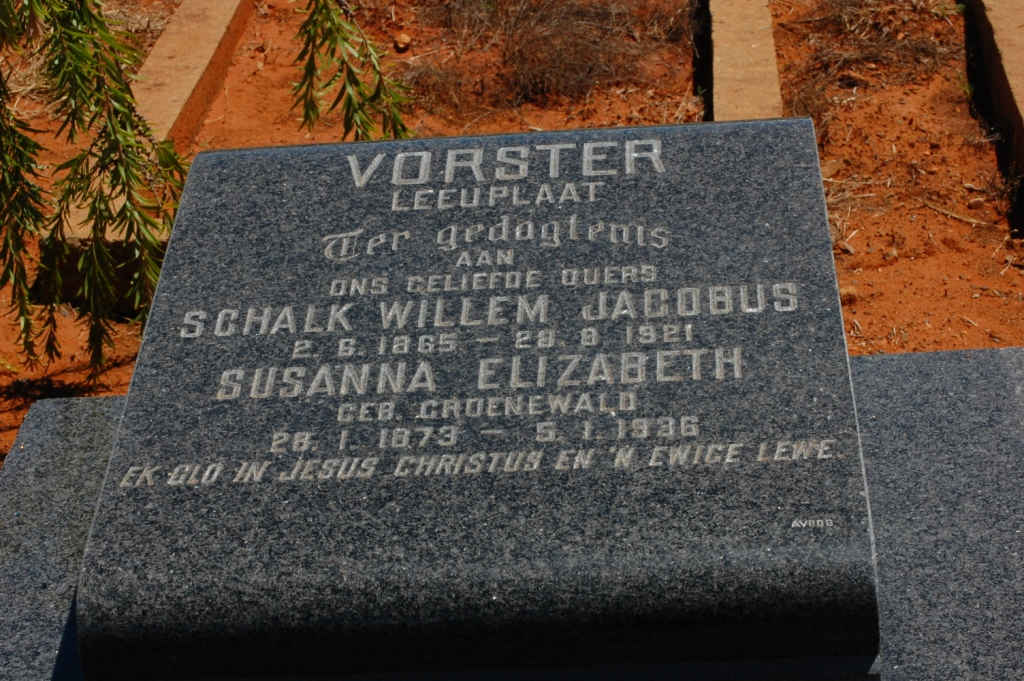 VORSTER
LEEUPLAAT
Ter gedagtenis
AAN
ONS GELIEFDE OUERS
SCHALK WILLEM JACOBUS
2. 6. 1865 — 28. 8. 1921
SUSANNA ELIZABETH
GEB. GROENEWALD
28. 1. 1873 — 5. 1. 1936
EK GLO IN JESUS CHRISTUS EN 'N EWIGE LEWE